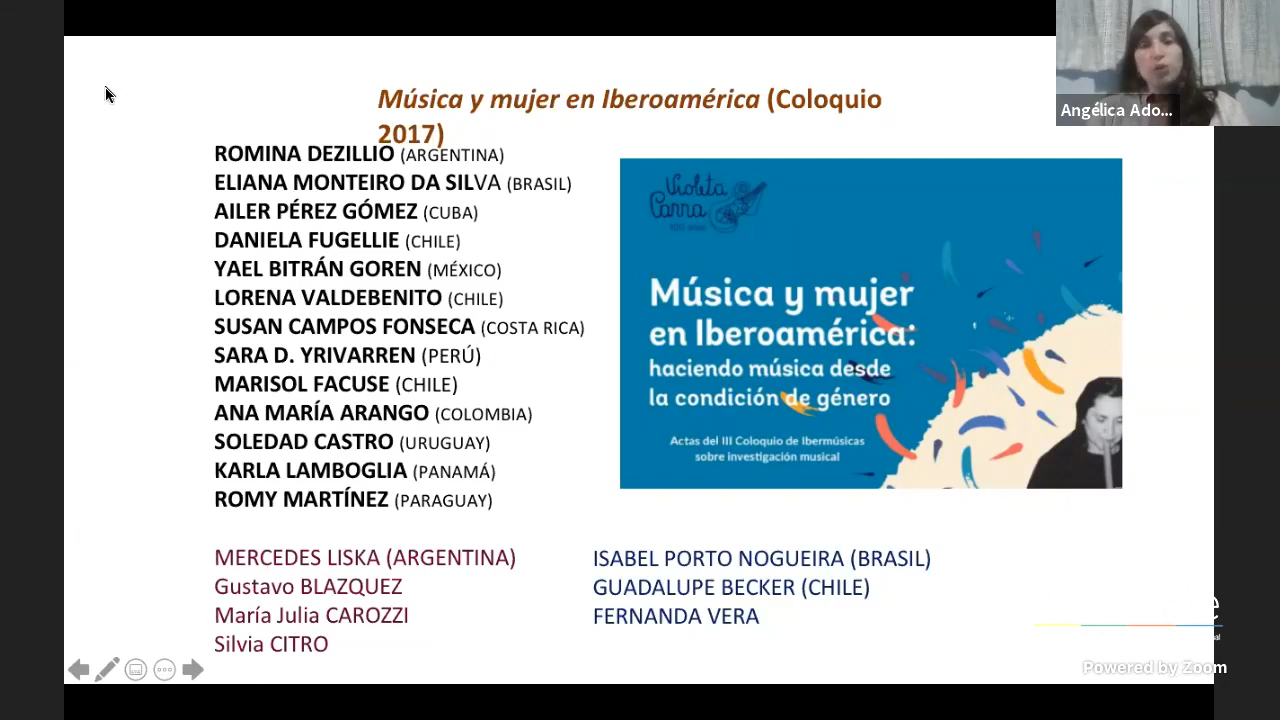 Música y mujer en Iberoamérica (Coloquio
2017)
ROMINA DEZILLIO (ARGENTINA)
ELIANA MONTEIRO DA SILVA (BRASIL)
AILER PÉREZ GÓMEZ (CUBA)
DANIELA FUGELLIE (CHILE)
YAEL BITRÁN GOREN (MÉXICO)
LORENA VALDEBENITO (CHILE)
SUSAN CAMPOS FONSECA (COSTA RICA)
SARA D. YRIVARREN (PERÚ)
MARISOL FACUSE (CHILE)
ANA MARÍA ARANGO (COLOMBIA)
SOLEDAD CASTRO (URUGUAY)
KARLA LAMBOGLIA (PANAMÁ)
ROMY MARTÍNEZ (PARAGUAY)
Violeta
Parra
100 años
Música y mujer
en Iberoamérica:
haciendo música desde
la condición de género
Actas del III Coloquio de Ibermúsicas
sobre investigación musical
MERCEDES LISKA (ARGENTINA)
Gustavo BLAZQUEZ
María Julia CAROZZI
Silvia CITRO
ISABEL PORTO NOGUEIRA (BRASIL)
GUADALUPE BECKER (CHILE)
FERNANDA VERA
Angélica Ado...
Powered by Zoom